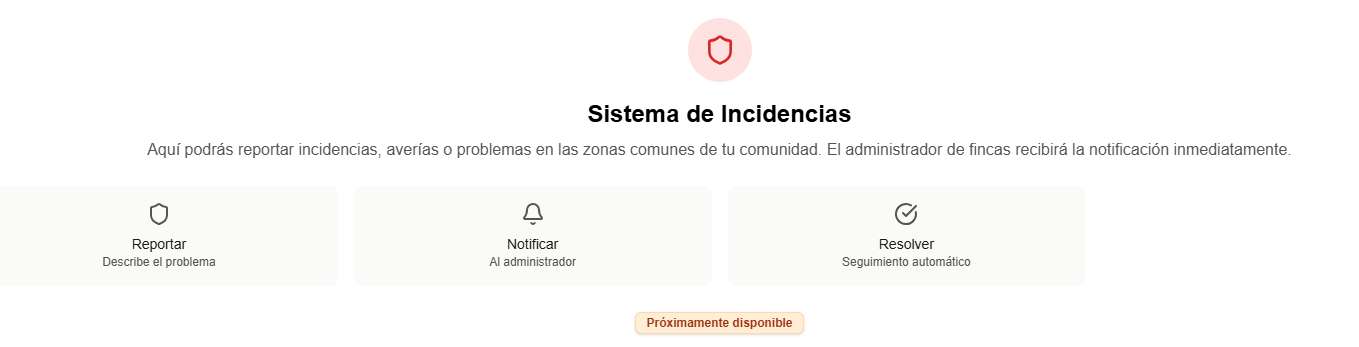 Sistema de Incidencias
Aquí podrás reportar incidencias, averías o problemas en las zonas comunes de tu comunidad. El administrador de fincas recibirá la notificación inmediatamente.
Reportar
Describe el problema
Notificar
Al administrador
Resolver
Seguimiento automático
Próximamente disponible